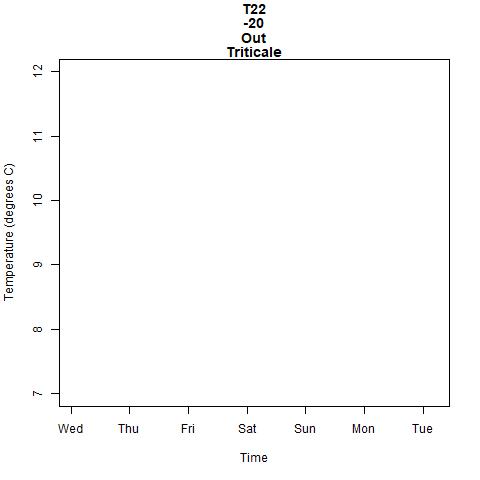 T22
-20
Out
Triticale
12
11
10
9
8
7
Temperature (degrees C)
Wed Thu Fri Sat Sun Mon Tue
Time